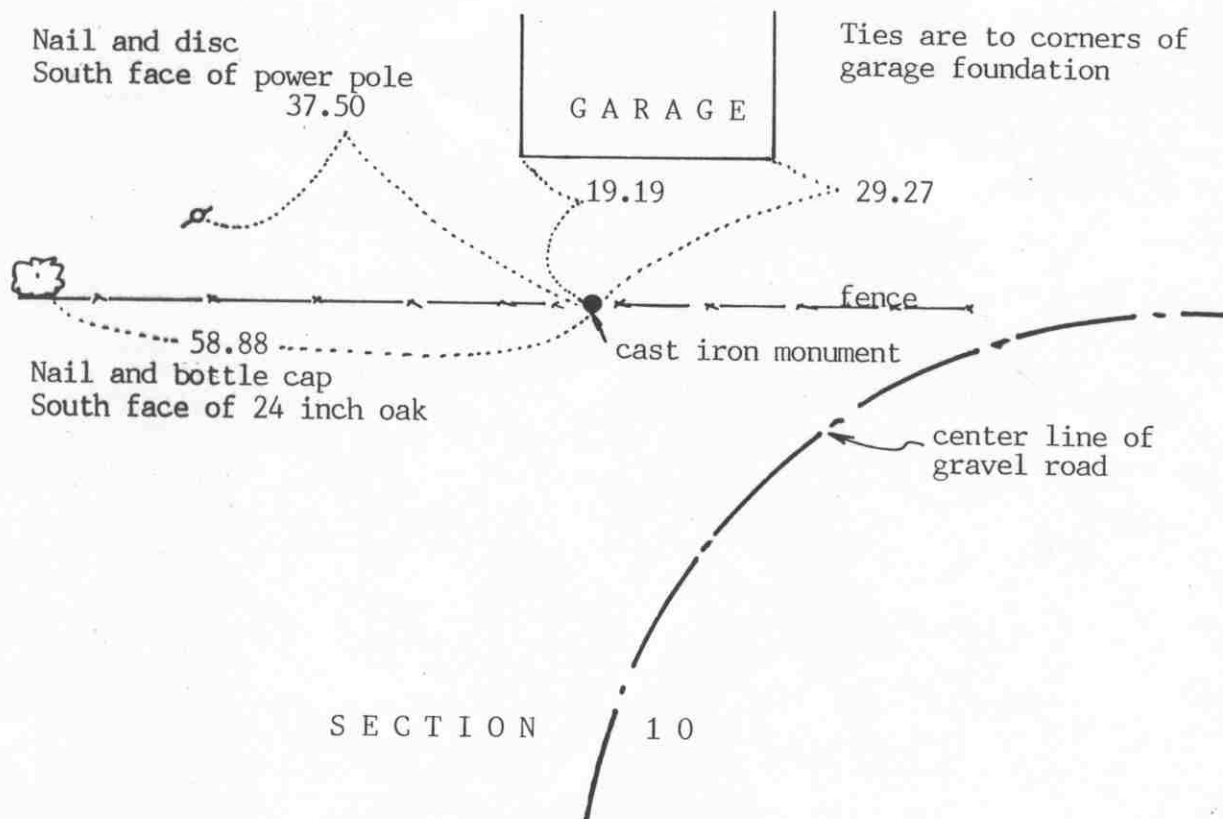 Nail and disc
South face of power pole
37.50
GARAGE
Ties are to corners of
garage foundation
19.19
29.27
fence
58.88
cast iron monument
Nail and bottle cap
South face of 24 inch oak
center line of
gravel road
SECTION 10